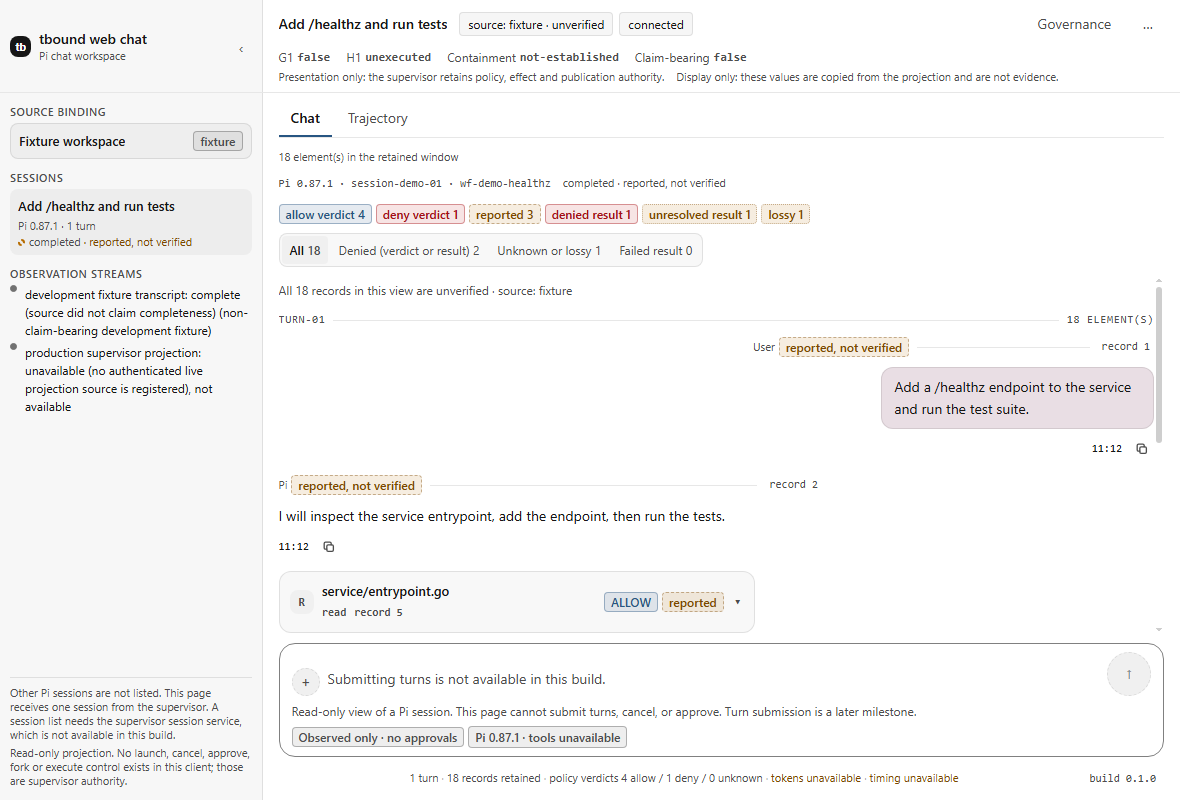 tb
tbound web chat
Pi chat workspace
‹
SOURCE BINDING
Fixture workspace
fixture
SESSIONS
Add /healthz and run tests
Pi 0.87.1 · 1 turn
completed · reported, not verified
OBSERVATION STREAMS
development fixture transcript: complete
(source did not claim completeness) (non-
claim-bearing development fixture)
production supervisor projection:
unavailable (no authenticated live
projection source is registered), not
available
Other Pi sessions are not listed. This page
receives one session from the supervisor. A
session list needs the supervisor session service,
which is not available in this build.
Read-only projection. No launch, cancel, approve,
fork or execute control exists in this client; those
are supervisor authority.
Add /healthz and run tests
source: fixture · unverified
connected
Governance
...
G1 false H1 unexecuted Containment not-established Claim-bearing false
Presentation only: the supervisor retains policy, effect and publication authority. Display only: these values are copied from the projection and are not evidence.
Chat
Trajectory
18 element(s) in the retained window
Pi 0.87.1 · session-demo-01 · wf-demo-healthz completed · reported, not verified
allow verdict 4 deny verdict 1 reported 3 denied result 1 unresolved result 1 lossy 1
All 18 Denied (verdict or result) 2 Unknown or lossy 1 Failed result 0
All 18 records in this view are unverified · source: fixture
TURN-01 18 ELEMENT(S)
User reported, not verified record 1
Add a /healthz endpoint to the service
and run the test suite.
11:12
Pi reported, not verified record 2
I will inspect the service entrypoint, add the endpoint, then run the tests.
11:12
R
service/entrypoint.go
read record 5
ALLOW reported ▾
+
Submitting turns is not available in this build.
↑
Read-only view of a Pi session. This page cannot submit turns, cancel, or approve. Turn submission is a later milestone.
Observed only · no approvals
Pi 0.87.1 · tools unavailable
1 turn · 18 records retained · policy verdicts 4 allow / 1 deny / 0 unknown · tokens unavailable · timing unavailable
build 0.1.0